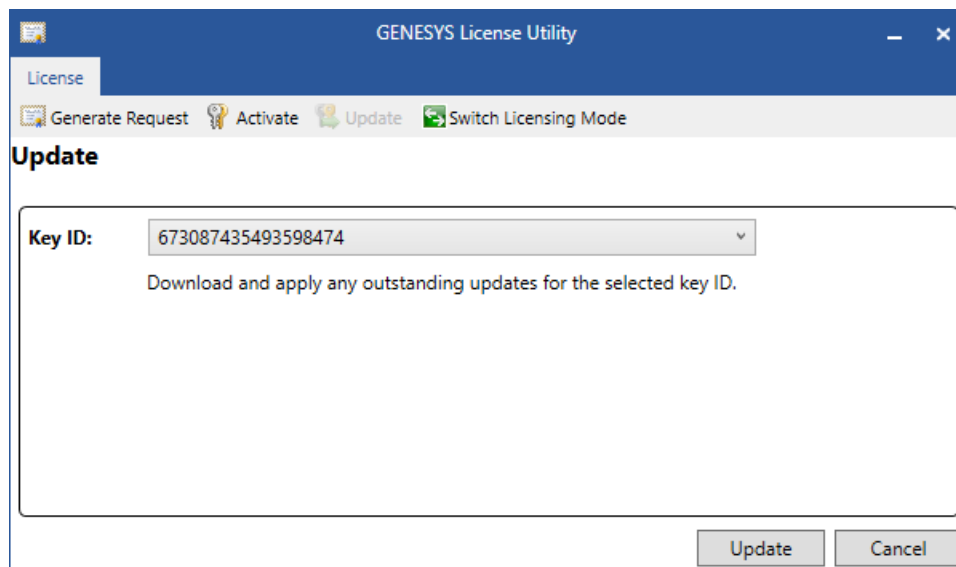 GENESYS License Utility
License
Generate Request Activate Update Switch Licensing Mode
Update
Key ID: 673087435493598474
Download and apply any outstanding updates for the selected key ID.
Update Cancel